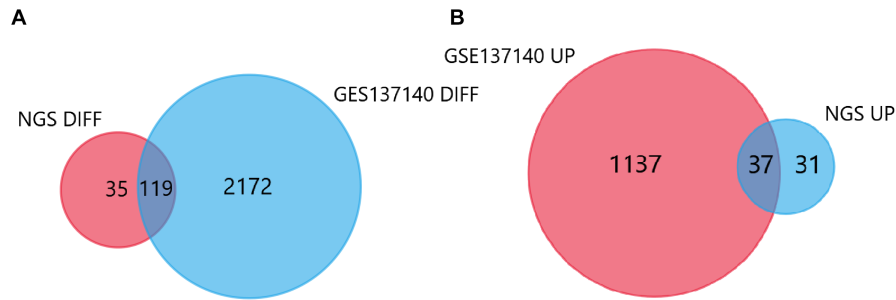 A
NGS DIFF
GES137140 DIFF
35
119
2172
B
GSE137140 UP
NGS UP
1137
37
31